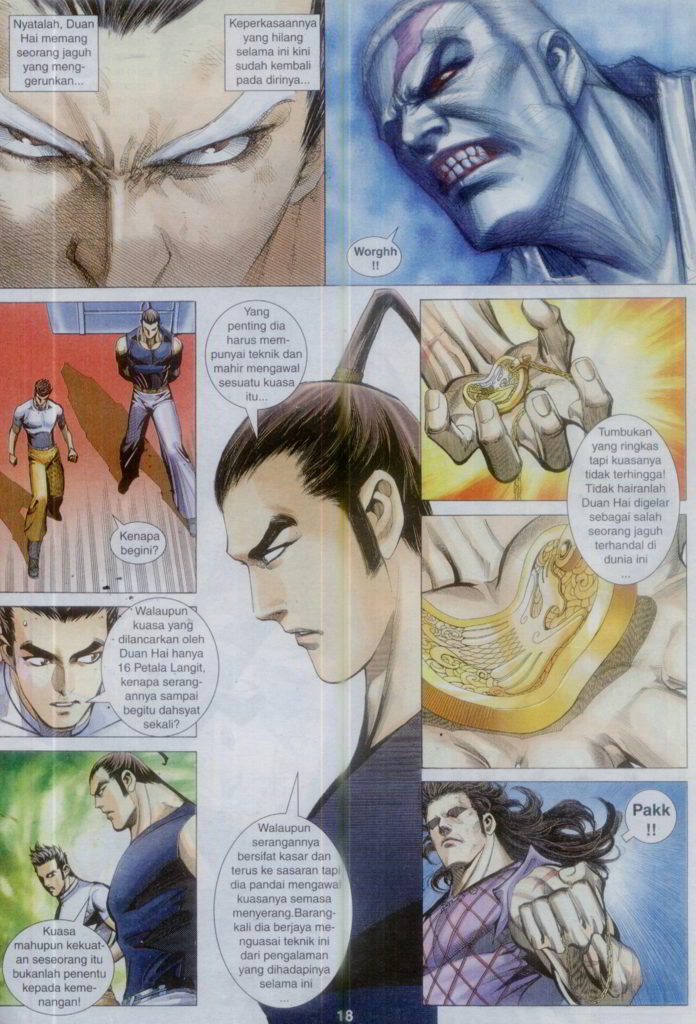 Nyatalah, Duan
Hai memang
seorang jaguh
yang meng-
gerunkan...
Keperkasaannya
yang hilang
selama ini kini
sudah kembali
pada dirinya...
Worghh
!!
Kenapa
begini?
Walaupun
kuasa yang
dilancarkan oleh
Duan Hai hanya
16 Petala Langit,
kenapa serang-
annya sampai
begitu dahsyat
sekali?
Kuasa
mahupun kekuat-
an seseorang itu
bukanlah penentu
kepada keme-
nangan!
Yang
penting dia
harus mem-
punyai teknik dan
mahir mengawal
sesuatu kuasa
itu...
Walaupun
serangannya
bersifat kasar dan
terus ke sasaran tapi
dia pandai mengawal
kuasanya semasa
menyerang.Barang-
kali dia berjaya me-
nguasai teknik ini
dari pengalaman
yang dihadapinya
selama ini
...
Tumbukan
yang ringkas
tapi kuasanya
tidak terhingga!
Tidak hairanlah
Duan Hai digelar
sebagai salah
seorang jaguh
terhandal di
dunia ini
...
Pakk
!!
18